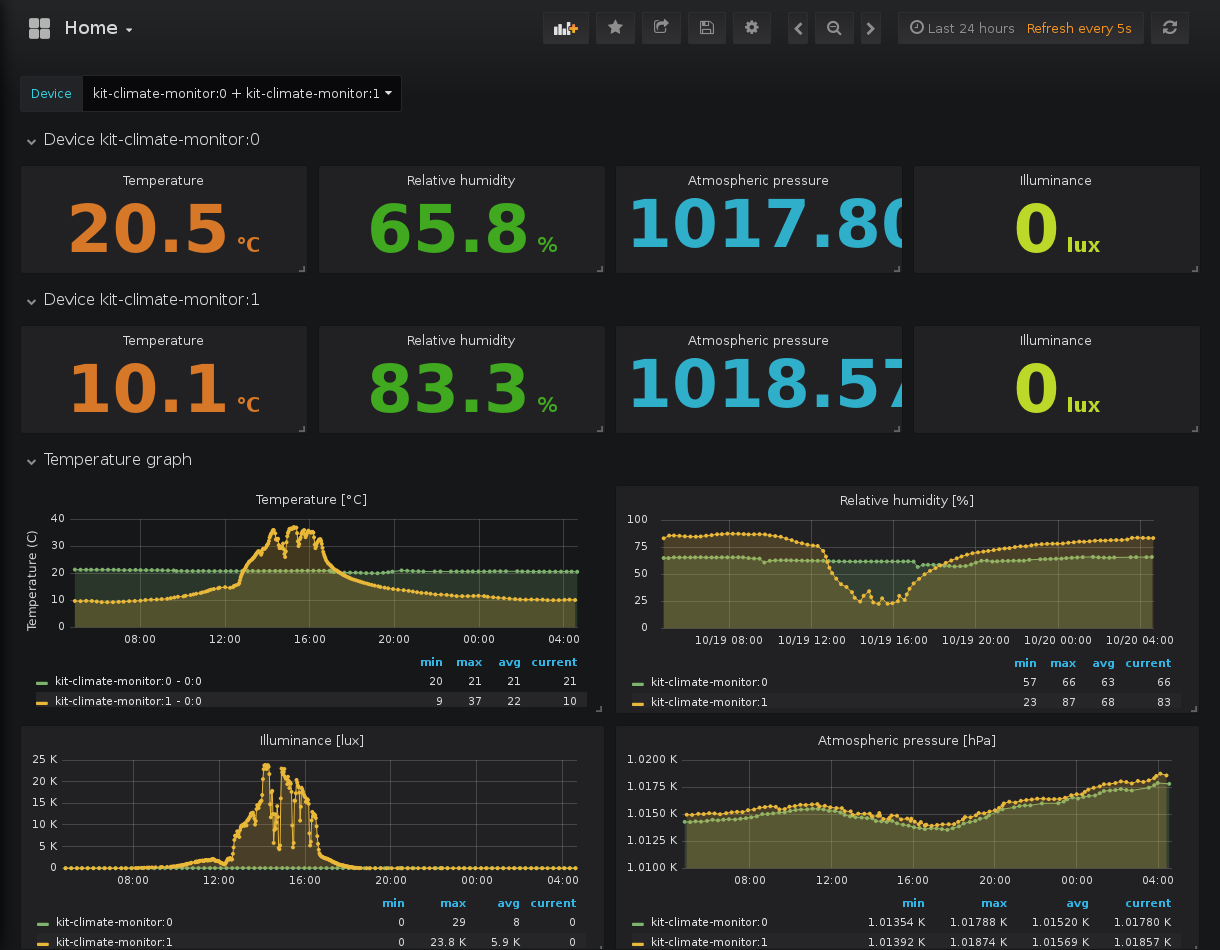 Home
Last 24 hours Refresh every 5s
Device kit-climate-monitor:0 + kit-climate-monitor:1
Device kit-climate-monitor:0
Temperature Relative humidity Atmospheric pressure Illuminance
20.5 °C 65.8 % 1017.80 0 lux
Device kit-climate-monitor:1
Temperature Relative humidity Atmospheric pressure Illuminance
10.1 °C 83.3 % 1018.57 0 lux
Temperature graph
Temperature [°C]
Temperature (C)
40
30
20
10
0
08:00 12:00 16:00 20:00 00:00 04:00
min max avg current
kit-climate-monitor:0 - 0:0 20 21 21 21
kit-climate-monitor:1 - 0:0 9 37 22 10
Relative humidity [%]
100
75
50
25
0
10/19 08:00 10/19 12:00 10/19 16:00 10/19 20:00 10/20 00:00 10/20 04:00
min max avg current
kit-climate-monitor:0 57 66 63 66
kit-climate-monitor:1 23 87 68 83
Illuminance [lux]
25 K
20 K
15 K
10 K
5 K
0
08:00 12:00 16:00 20:00 00:00 04:00
min max avg current
kit-climate-monitor:0 0 29 8 0
kit-climate-monitor:1 0 23.8 K 5.9 K 0
Atmospheric pressure [hPa]
1.0200 K
1.0175 K
1.0150 K
1.0125 K
1.0100 K
08:00 12:00 16:00 20:00 00:00 04:00
min max avg current
kit-climate-monitor:0 1.01354 K 1.01788 K 1.01520 K 1.01780 K
kit-climate-monitor:1 1.01392 K 1.01874 K 1.01569 K 1.01857 K